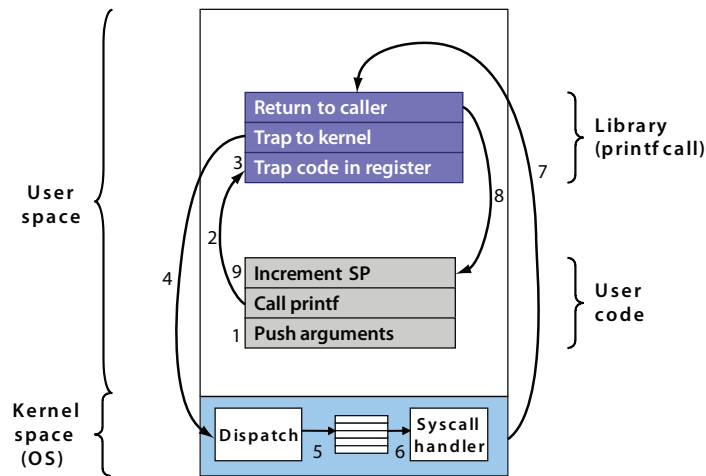 Return to caller
Trap to kernel
3
Trap code in register
Library
(printf call)
7
User
space
2
8
4
9
Increment SP
Call printf
1
Push arguments
User
code
Kernel
space
(OS)
Dispatch
5
6
Syscall
handler